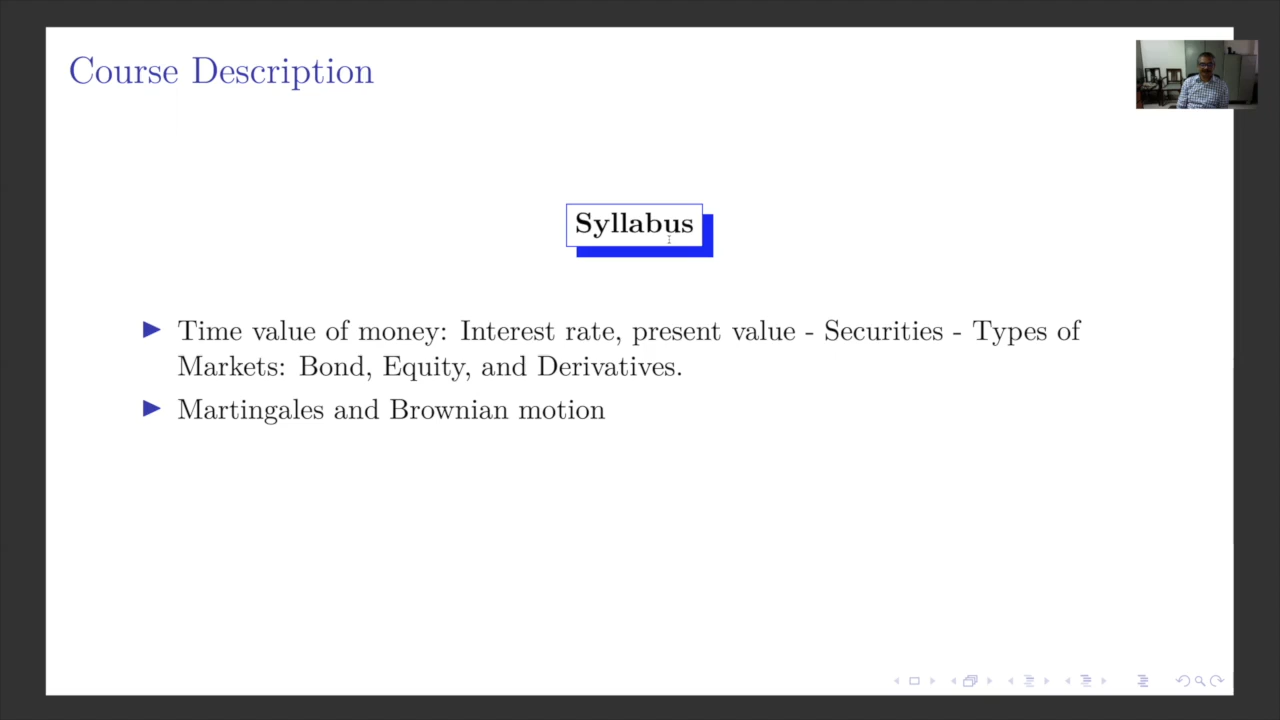 Course Description
Syllabus
Time value of money: Interest rate, present value - Securities - Types of
Markets: Bond, Equity, and Derivatives.
Martingales and Brownian motion